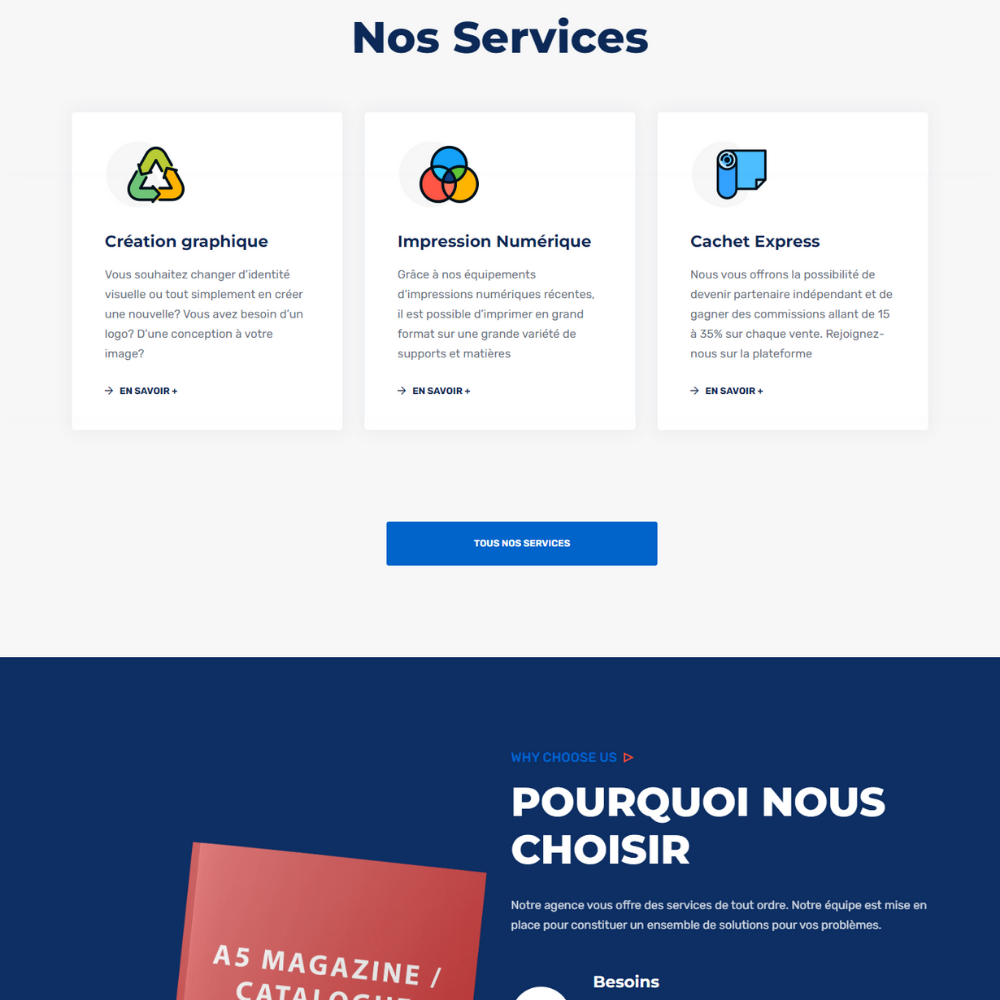 Nos Services
Création graphique
Vous souhaitez changer d'identité
visuelle ou tout simplement en créer
une nouvelle? Vous avez besoin d'un
logo? D'une conception à votre
image?
EN SAVOIR +
Impression Numérique
Grâce à nos équipements
d'impressions numériques récentes,
il est possible d'imprimer en grand
format sur une grande variété de
supports et matières
EN SAVOIR +
Cachet Express
Nous vous offrons la possibilité de
devenir partenaire indépendant et de
gagner des commissions allant de 15
à 35% sur chaque vente. Rejoignez-
nous sur la plateforme
EN SAVOIR +
TOUS NOS SERVICES
WHY CHOOSE US
POURQUOI NOUS
CHOISIR
Notre agence vous offre des services de tout ordre. Notre équipe est mise en
place pour constituer un ensemble de solutions pour vos problèmes.
Besoins
A5 MAGAZINE /
CATALOGUE